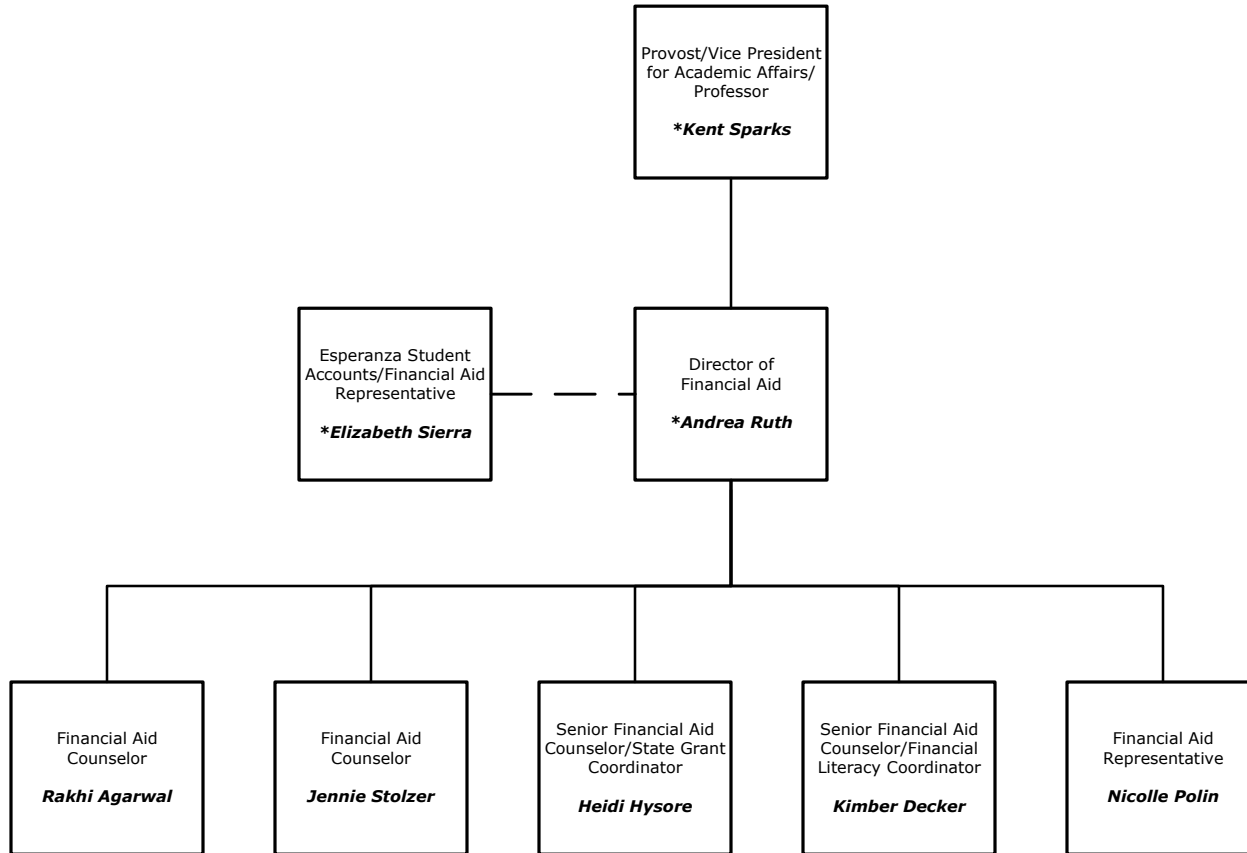 Provost/Vice President
for Academic Affairs/
Professor
*Kent Sparks
Esperanza Student
Accounts/Financial Aid
Representative
*Elizabeth Sierra
Director of
Financial Aid
*Andrea Ruth
Financial Aid
Counselor
Rakhi Agarwal
Financial Aid
Counselor
Jennie Stolzer
Senior Financial Aid
Counselor/State Grant
Coordinator
Heidi Hysore
Senior Financial Aid
Counselor/Financial
Literacy Coordinator
Kimber Decker
Financial Aid
Representative
Nicolle Polin